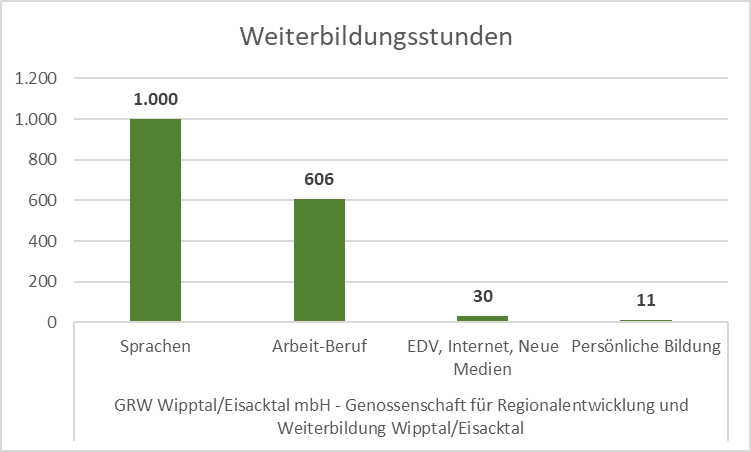 Weiterbildungsstunden
1.200
1.000
800
600
400
200
0
1.000
606
30
11
Sprachen
Arbeit-Beruf
EDV, Internet, Neue
Medien
Persönliche Bildung
GRW Wipptal/Eisacktal mbH - Genossenschaft für Regionalentwicklung und
Weiterbildung Wipptal/Eisacktal